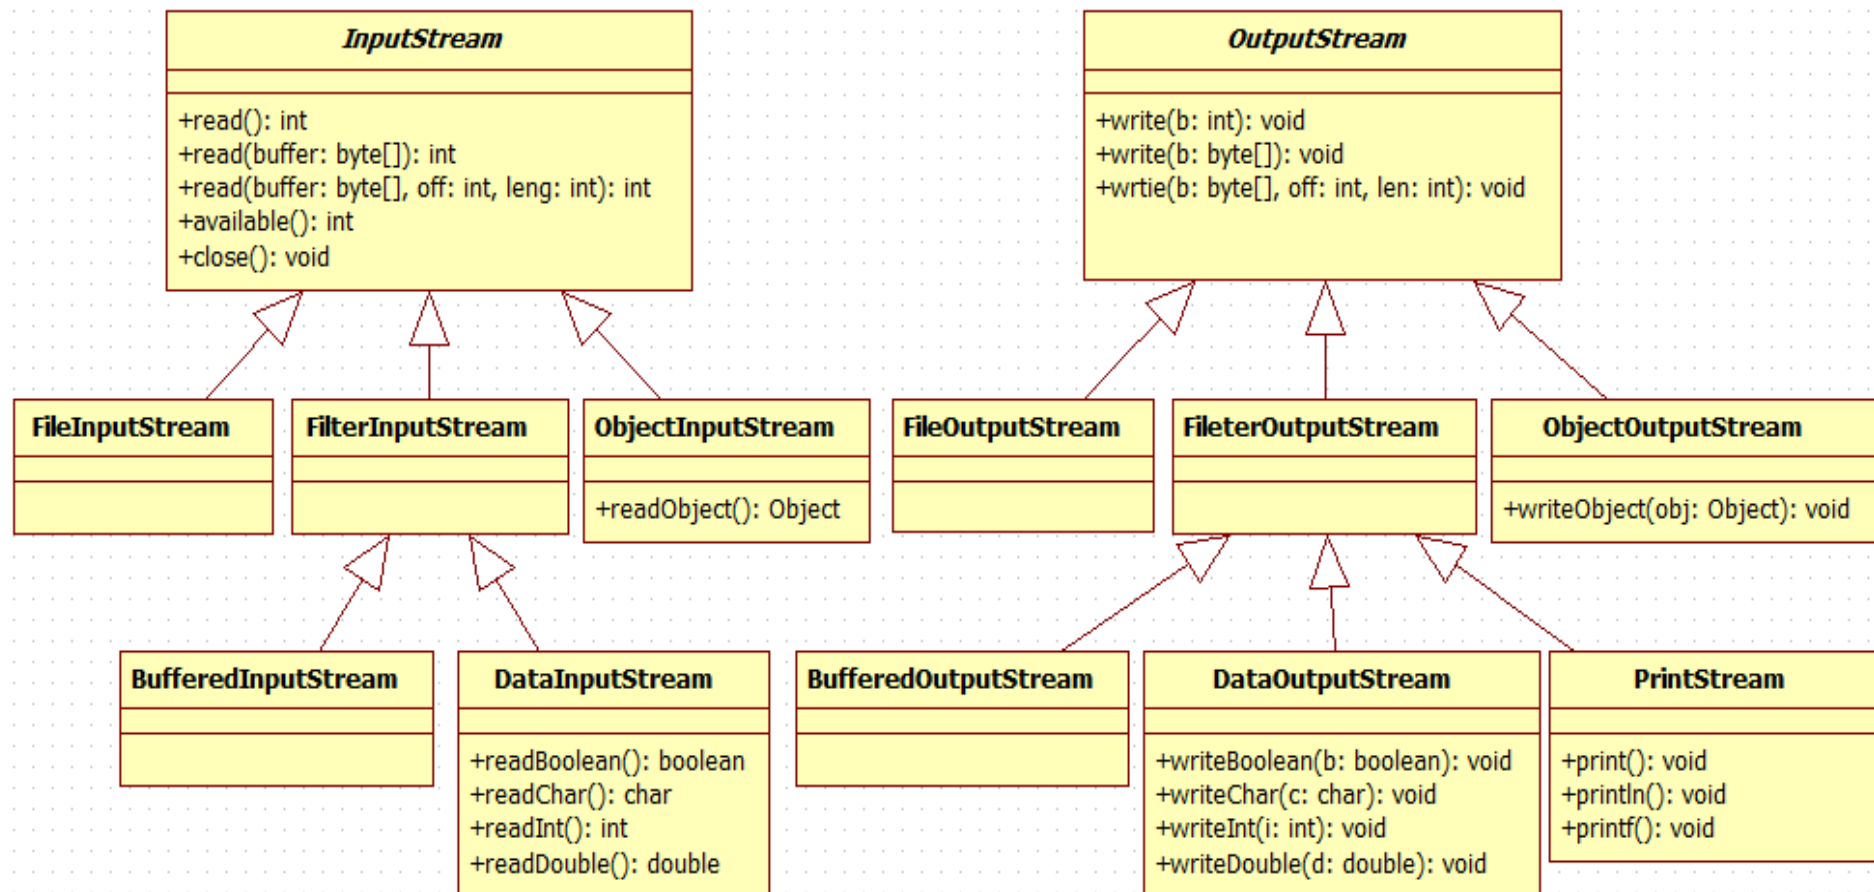 InputStream
+read(): int
+read(buffer: byte[]): int
+read(buffer: byte[], off: int, leng: int): int
+available(): int
+close(): void
OutputStream
+write(b: int): void
+write(b: byte[]): void
+wrtie(b: byte[], off: int, len: int): void
FileInputStream
FilterInputStream
ObjectInputStream
+readObject(): Object
FileOutputStream
FileterOutputStream
ObjectOutputStream
+writeObject(obj: Object): void
BufferedInputStream
DataInputStream
+readBoolean(): boolean
+readChar(): char
+readInt(): int
+readDouble(): double
BufferedOutputStream
DataOutputStream
+writeBoolean(b: boolean): void
+writeChar(c: char): void
+writeInt(i: int): void
+writeDouble(d: double): void
PrintStream
+print(): void
+println(): void
+printf(): void